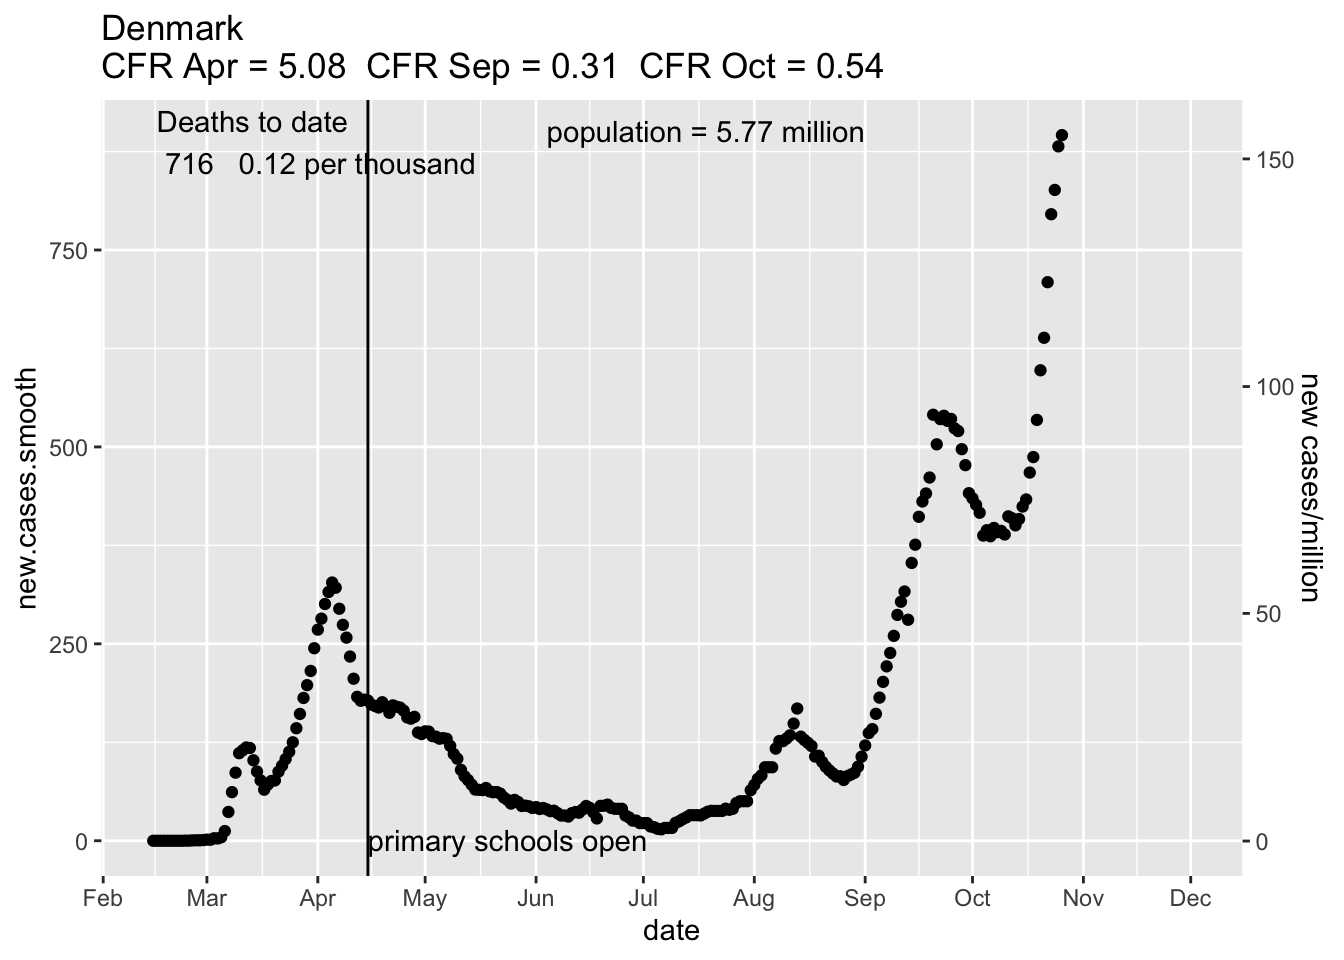 Denmark
CFR Apr = 5.08  CFR Sep = 0.31  CFR Oct = 0.54
Deaths to date
716   0.12 per thousand
population = 5.77 million
new.cases.smooth
750
500
250
0
150
100
50
0
new cases/million
primary schools open
Feb Mar Apr May Jun Jul Aug Sep Oct Nov Dec
date